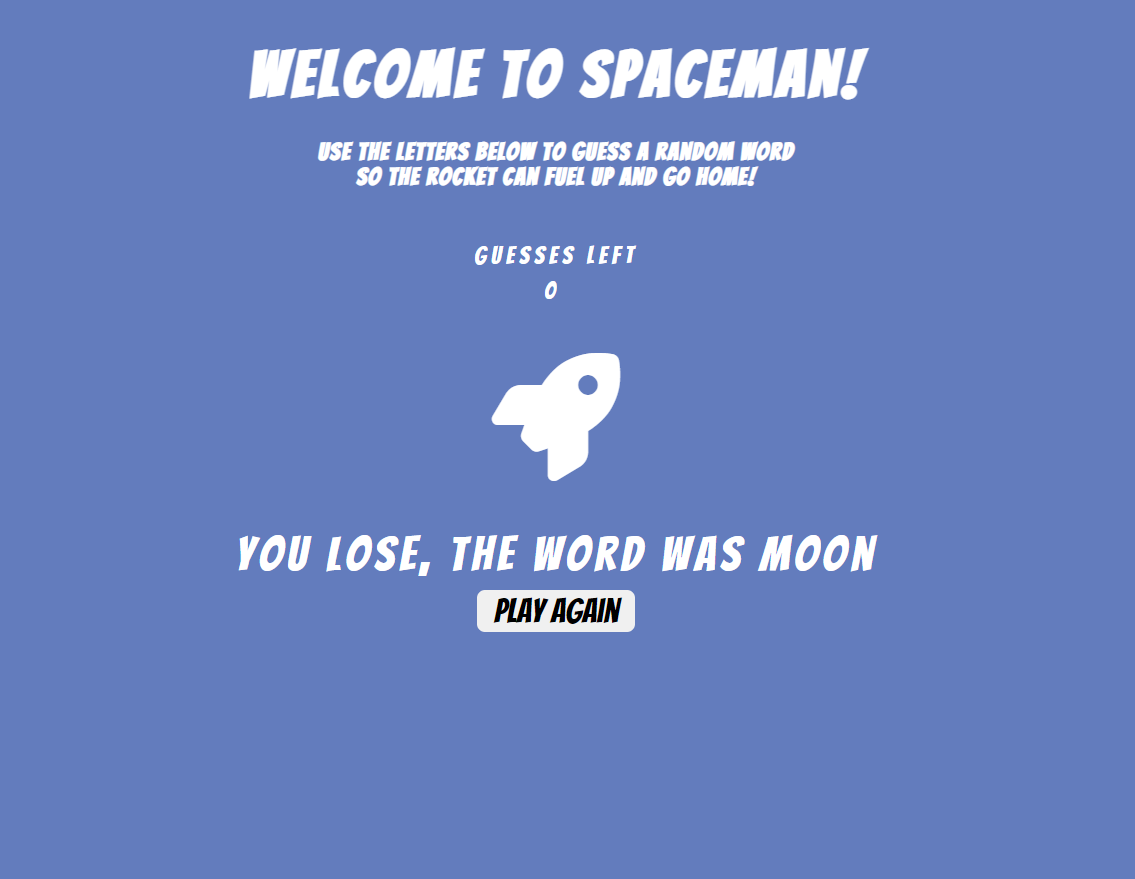 WELCOME TO SPACEMAN!
USE THE LETTERS BELOW TO GUESS A RANDOM WORD
SO THE ROCKET CAN FUEL UP AND GO HOME!
GUESSES LEFT
0
YOU LOSE, THE WORD WAS MOON
PLAY AGAIN